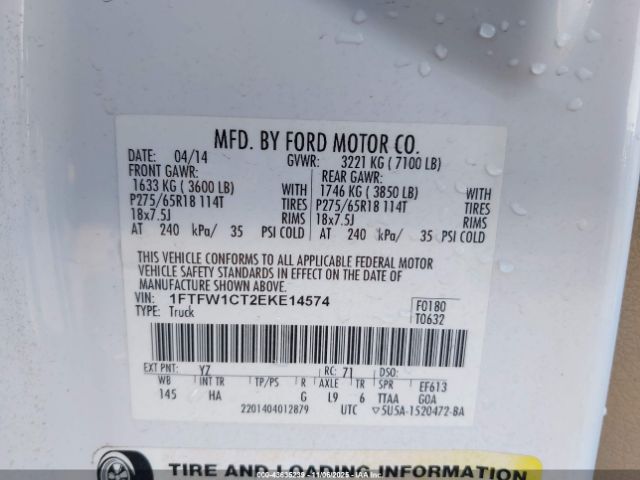 MFD. BY FORD MOTOR CO.
DATE: 04/14 GVWR: 3221 KG ( 7100 LB)
FRONT GAWR: REAR GAWR:
1633 KG ( 3600 LB) WITH 1746 KG ( 3850 LB) WITH
P275/65R18 114T TIRES P275/65R18 114T TIRES
18x7.5J RIMS 18x7.5J RIMS
AT 240 kPa/ 35 PSI COLD AT 240 kPa/ 35 PSI COLD
THIS VEHICLE CONFORMS TO ALL APPLICABLE FEDERAL MOTOR
VEHICLE SAFETY STANDARDS IN EFFECT ON THE DATE OF
MANUFACTURE SHOWN ABOVE.
VIN: 1FTFW1CT2EKE14574 F0180
TYPE: Truck T0632
EXT PNT: YZ RC: 71 DSO:
WB INT TR TP/PS R AXLE TR SPR EF613
145 HA G L9 6 TTAA GOA
2201404012879 UTC ▽5U5A-1520472-BA
TIRE AND LOADING INFORMATION
© 2000-43635239 - 11/06/2025 - IAAI.COM